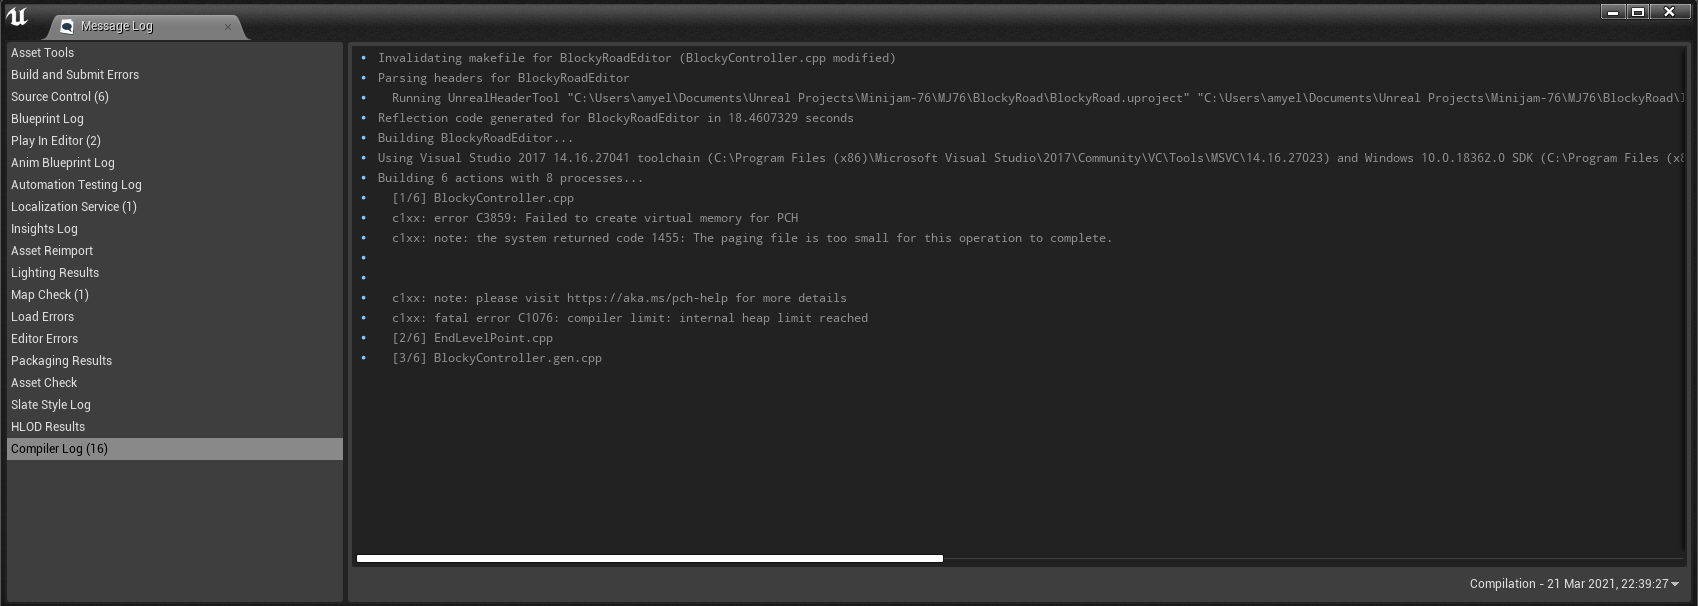 Message Log
Asset Tools
Build and Submit Errors
Source Control (6)
Blueprint Log
Play In Editor (2)
Anim Blueprint Log
Automation Testing Log
Localization Service (1)
Insights Log
Asset Reimport
Lighting Results
Map Check (1)
Load Errors
Editor Errors
Packaging Results
Asset Check
Slate Style Log
HLOD Results
Compiler Log (16)
Invalidating makefile for BlockyRoadEditor (BlockyController.cpp modified)
Parsing headers for BlockyRoadEditor
Running UnrealHeaderTool "C:\Users\amyel\Documents\Unreal Projects\Minijam-76\MJ76\BlockyRoad\BlockyRoad.uproject" "C:\Users\amyel\Documents\Unreal Projects\Minijam-76\MJ76\BlockyRoad\
Reflection code generated for BlockyRoadEditor in 18.4607329 seconds
Building BlockyRoadEditor...
Using Visual Studio 2017 14.16.27041 toolchain (C:\Program Files (x86)\Microsoft Visual Studio\2017\Community\VC\Tools\MSVC\14.16.27023) and Windows 10.0.18362.0 SDK (C:\Program Files (x8
Building 6 actions with 8 processes...
[1/6] BlockyController.cpp
c1xx: error C3859: Failed to create virtual memory for PCH
c1xx: note: the system returned code 1455: The paging file is too small for this operation to complete.
c1xx: note: please visit https://aka.ms/pch-help for more details
c1xx: fatal error C1076: compiler limit: internal heap limit reached
[2/6] EndLevelPoint.cpp
[3/6] BlockyController.gen.cpp
Compilation - 21 Mar 2021, 22:39:27